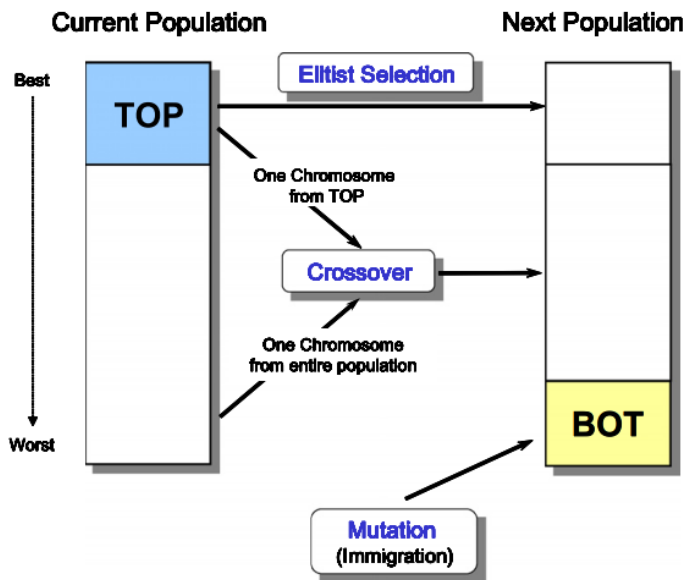 Current Population
Next Population
Best
TOP
Elltist Selection
One Chromosome
from TOP
Crossover
One Chromosome
from entire population
Worst
BOT
Mutation
(Immigration)